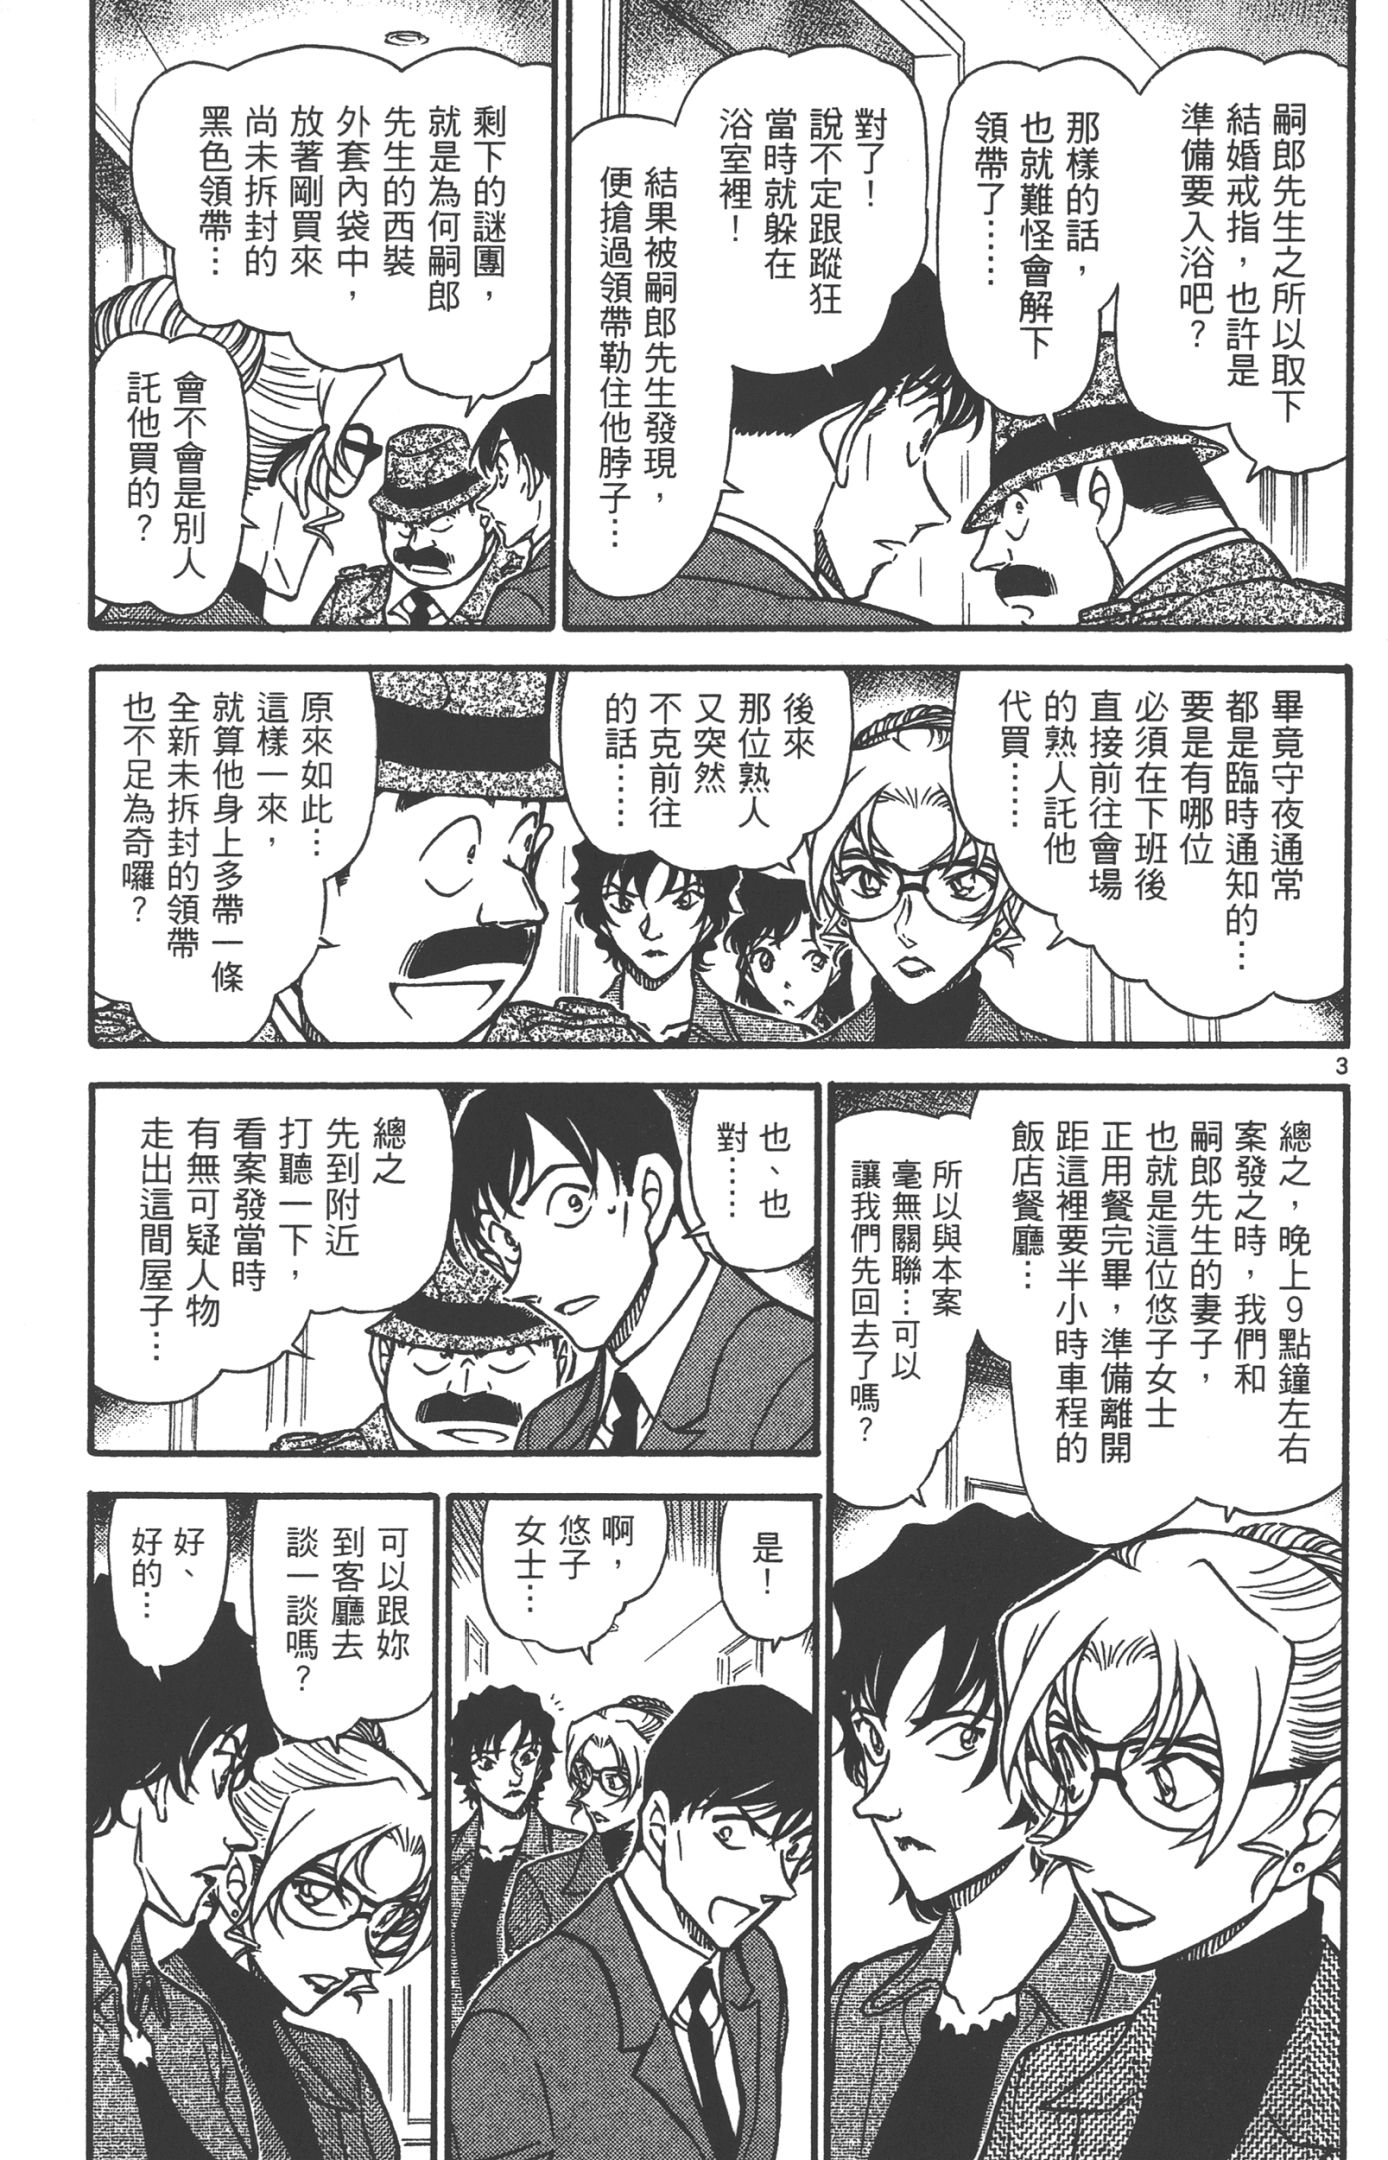 嗣郎先生之所以取下
結婚戒指，也許是
準備要入浴吧？
那樣的話，
也就難怪會解下
領帶了……
對了！
說不定跟蹤狂
當時就躲在
浴室裡！
結果被嗣郎先生發現，
便搶過領帶勒住他脖子…
剩下的謎團，
就是為何嗣郎
先生的西裝
外套內袋中，
放著剛買來
尚未拆封的
黑色領帶…
會不會是別人
託他買的？
畢竟守夜通常
都是臨時通知的…
要是有哪位
必須在下班後
直接前往會場
的熟人託他
代買……
後來
那位熟人
又突然
不克前往
的話……
原來如此…
這樣一來，
就算他身上多帶一條
全新未拆封的領帶
也不足為奇囉？
3
總之，晚上9點鐘左右
案發之時，我們和
嗣郎先生的妻子，
也就是這位悠子女士
正用餐完畢，準備離開
距這裡要半小時車程的
飯店餐廳…
所以與本案
毫無關聯…可以
讓我們先回去了嗎？
也、也
對……
總之
先到附近
打聽一下，
看案發當時
有無可疑人物
走出這間屋子…
是！
啊，
悠子
女士…
可以跟妳
到客廳去
談一談嗎？
好、
好的…